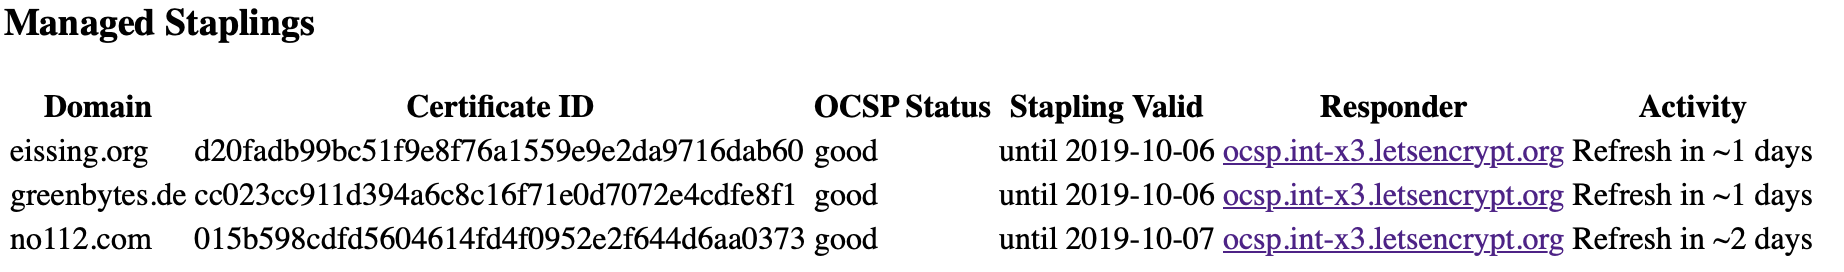 Managed Staplings
Domain Certificate ID OCSP Status Stapling Valid Responder Activity
eissing.org d20fadb99bc51f9e8f76a1559e9e2da9716dab60 good until 2019-10-06 ocsp.int-x3.letsencrypt.org Refresh in ~1 days
greenbytes.de cc023cc911d394a6c8c16f71e0d7072e4cdfe8f1 good until 2019-10-06 ocsp.int-x3.letsencrypt.org Refresh in ~1 days
no112.com 015b598cdfd5604614fd4f0952e2f644d6aa0373 good until 2019-10-07 ocsp.int-x3.letsencrypt.org Refresh in ~2 days